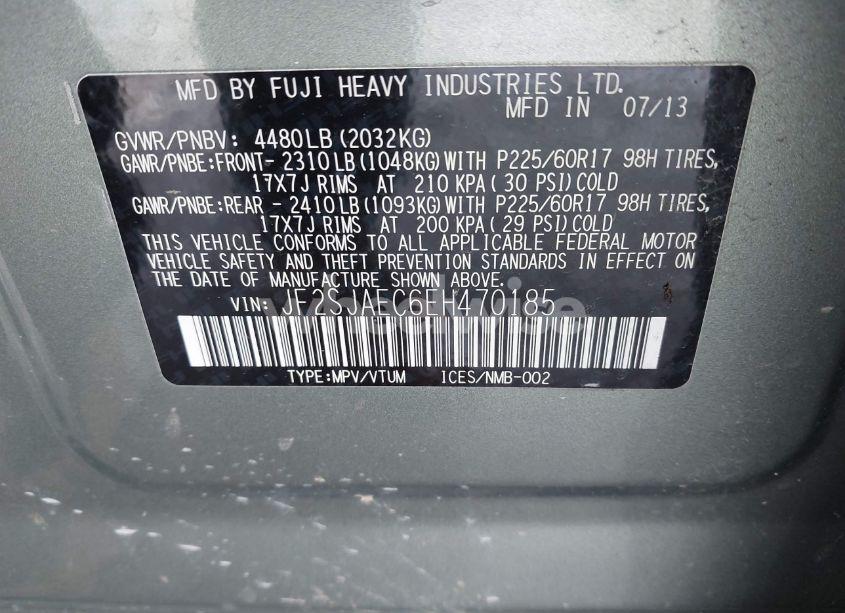 MFD BY FUJI HEAVY INDUSTRIES LTD.
MFD IN 07/13
GVWR/PNBV: 4480LB(2032KG)
GAWR/PNBE:FRONT- 2310LB(1048KG)WITH P225/60R17 98H TIRES,
17X7J RIMS AT 210 KPA( 30 PSI)COLD
GAWR/PNBE:REAR - 2410LB(1093KG)WITH P225/60R17 98H TIRES,
17X7J RIMS AT 200 KPA( 29 PSI)COLD
THIS VEHICLE CONFORMS TO ALL APPLICABLE FEDERAL MOTOR
VEHICLE SAFETY AND THEFT PREVENTION STANDARDS IN EFFECT ON
THE DATE OF MANUFACTURE SHOWN ABOVE.
VIN: JF2SJAEC6EH470185
TYPE:MPV/VTUM ICES/NMB-002